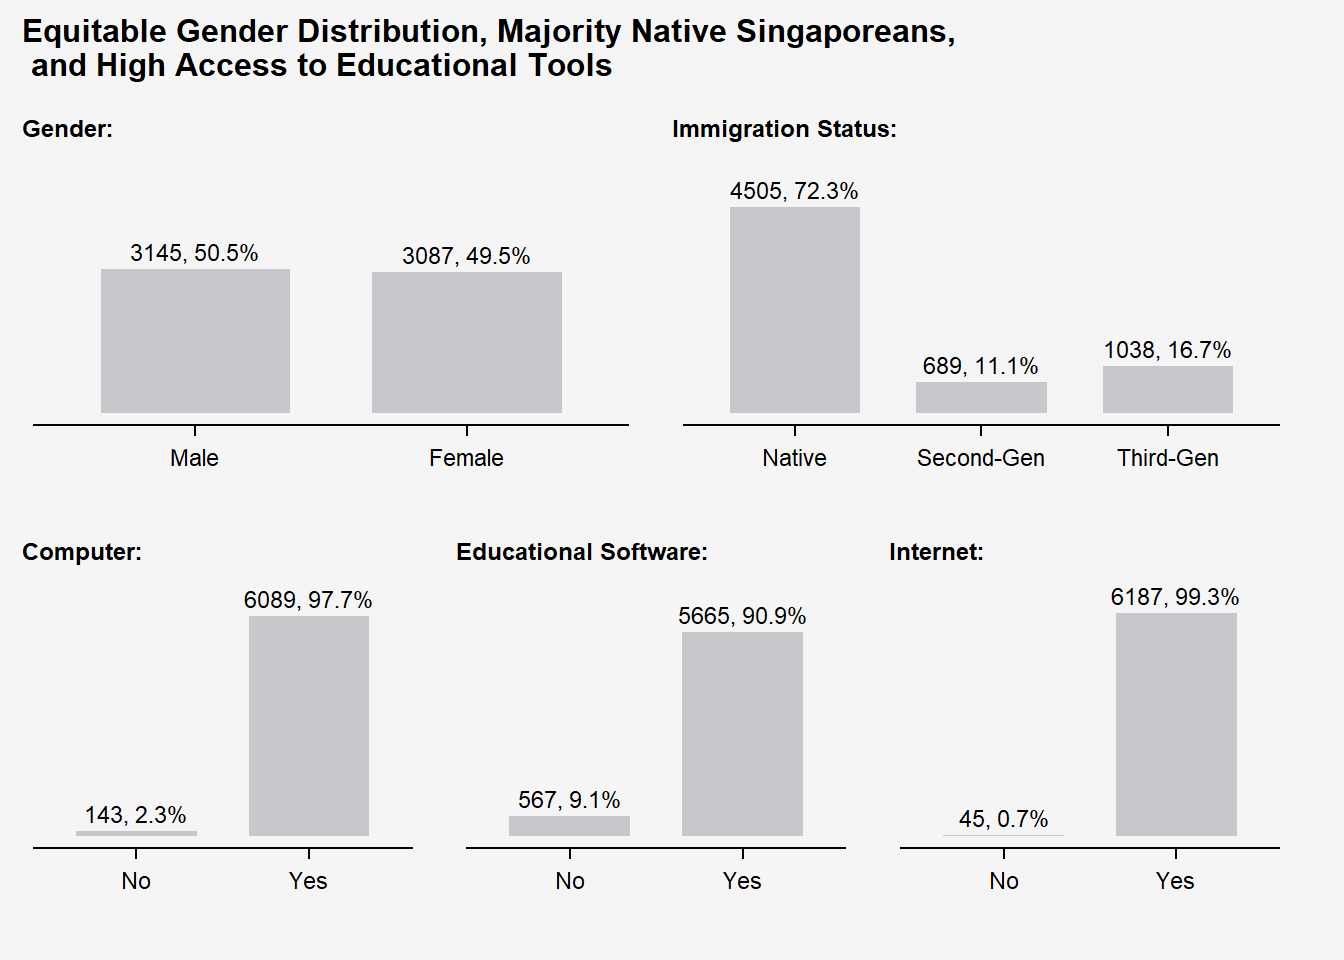 Equitable Gender Distribution, Majority Native Singaporeans,
and High Access to Educational Tools
Gender:
3145, 50.5%
3087, 49.5%
Male
Female
Immigration Status:
4505, 72.3%
689, 11.1%
1038, 16.7%
Native
Second-Gen
Third-Gen
Computer:
143, 2.3%
6089, 97.7%
No
Yes
Educational Software:
567, 9.1%
5665, 90.9%
No
Yes
Internet:
45, 0.7%
6187, 99.3%
No
Yes